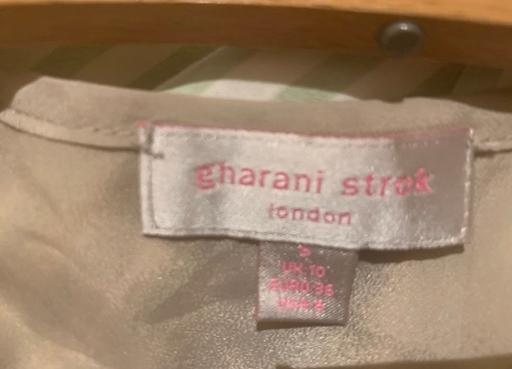 gharani strok
london
S
UK 10
EURO 36
USA 6